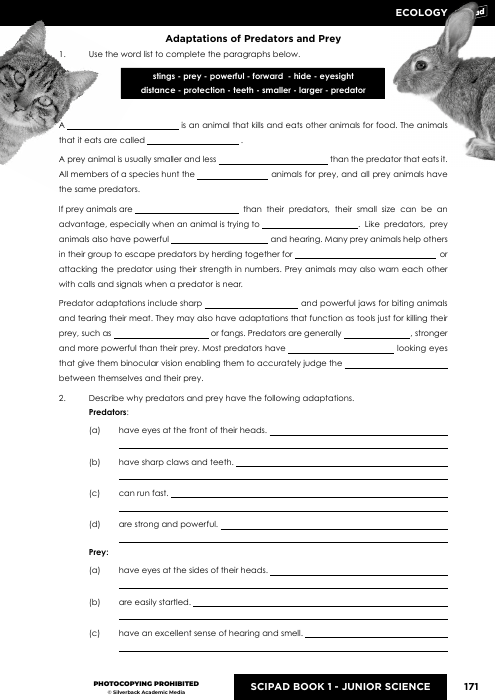 ECOLOGY
Adaptations of Predators and Prey
1. Use the word list to complete the paragraphs below.
stings - prey - powerful - forward - hide - eyesight
distance - protection - teeth - smaller - larger - predator
A ____ is an animal that kills and eats other animals for food. The animals
that it eats are called ____ .
A prey animal is usually smaller and less ____ than the predator that eats it.
All members of a species hunt the ____ animals for prey, and all prey animals have
the same predators.
If prey animals are ____ than their predators, their small size can be an
advantage, especially when an animal is trying to ____. Like predators, prey
animals also have powerful ____ and hearing. Many prey animals help others
in their group to escape predators by herding together for ____ or
attacking the predator using their strength in numbers. Prey animals may also warn each other
with calls and signals when a predator is near.
Predator adaptations include sharp ____ and powerful jaws for biting animals
and tearing their meat. They may also have adaptations that function as tools just for killing their
prey, such as ____ or fangs. Predators are generally ____, stronger
and more powerful than their prey. Most predators have ____ looking eyes
that give them binocular vision enabling them to accurately judge the ____
between themselves and their prey.
2. Describe why predators and prey have the following adaptations.
Predators:
(a) have eyes at the front of their heads.
(b) have sharp claws and teeth.
(c) can run fast.
(d) are strong and powerful.
Prey:
(a) have eyes at the sides of their heads.
(b) are easily startled.
(c) have an excellent sense of hearing and smell.
PHOTOCOPYING PROHIBITED
© Silverback Academic Media
SCIPAD BOOK 1 - JUNIOR SCIENCE
171